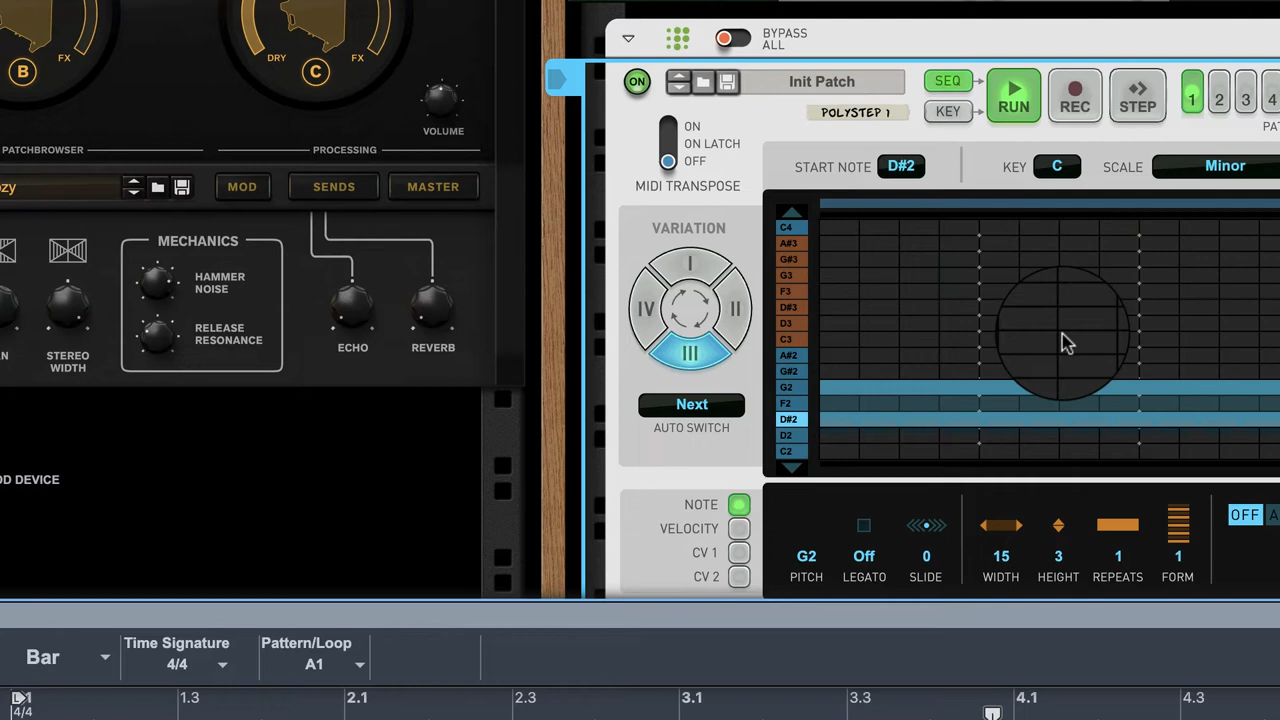 BYPASS ALL
B FX
DRY C FX
VOLUME
PATCHBROWSER
PROCESSING
ozy
MOD
SENDS
MASTER
MECHANICS
HAMMER NOISE
RELEASE RESONANCE
N
STEREO WIDTH
ECHO
REVERB
OD DEVICE
ON
Init Patch
POLYSTEP 1
SEQ
KEY
RUN
REC
STEP
1 2 3 4
PA
ON
ON LATCH
OFF
MIDI TRANSPOSE
START NOTE D#2
KEY C
SCALE Minor
VARIATION
I
IV II
III
Next
AUTO SWITCH
C4
A#3
G#3
G3
F3
D#3
D3
C3
A#2
G#2
G2
F2
D#2
D2
C2
NOTE
VELOCITY
CV 1
CV 2
G2 Off 0 15 3 1 1
PITCH LEGATO SLIDE WIDTH HEIGHT REPEATS FORM
OFF A
Bar
Time Signature
4/4
Pattern/Loop
A1
L 1 1.3 2.1 2.3 3.1 3.3 4.1 4.3
4/4